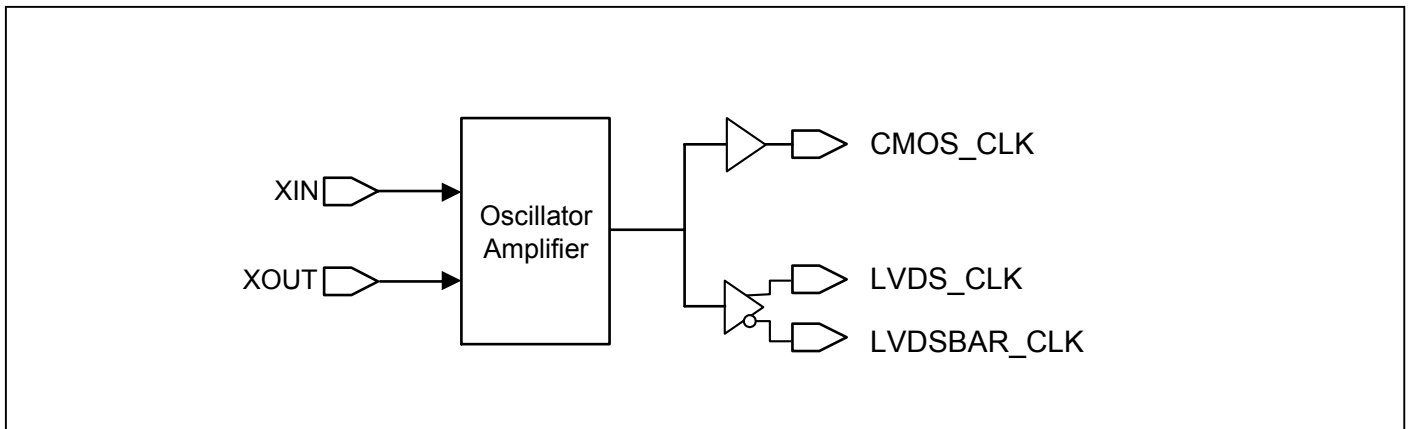 XIN
XOUT
Oscillator
Amplifier
CMOS_CLK
LVDS_CLK
LVDSBAR_CLK